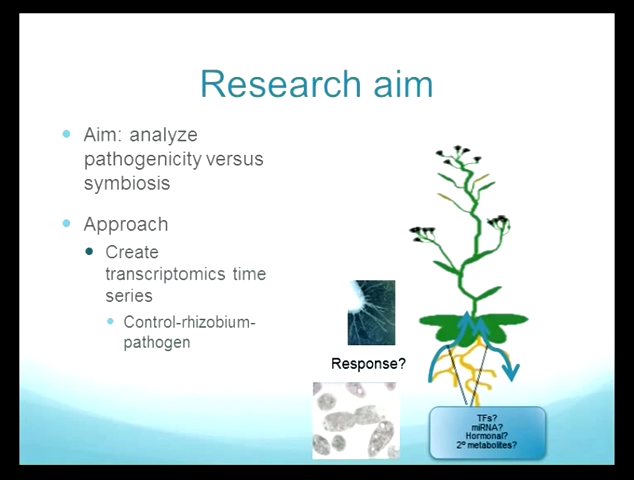 Research aim
Aim: analyze
pathogenicity versus
symbiosis
Approach
Create
transcriptomics time
series
Control-rhizobium-
pathogen
Response?
TFs?
miRNA?
Hormonal?
2º metabolites?